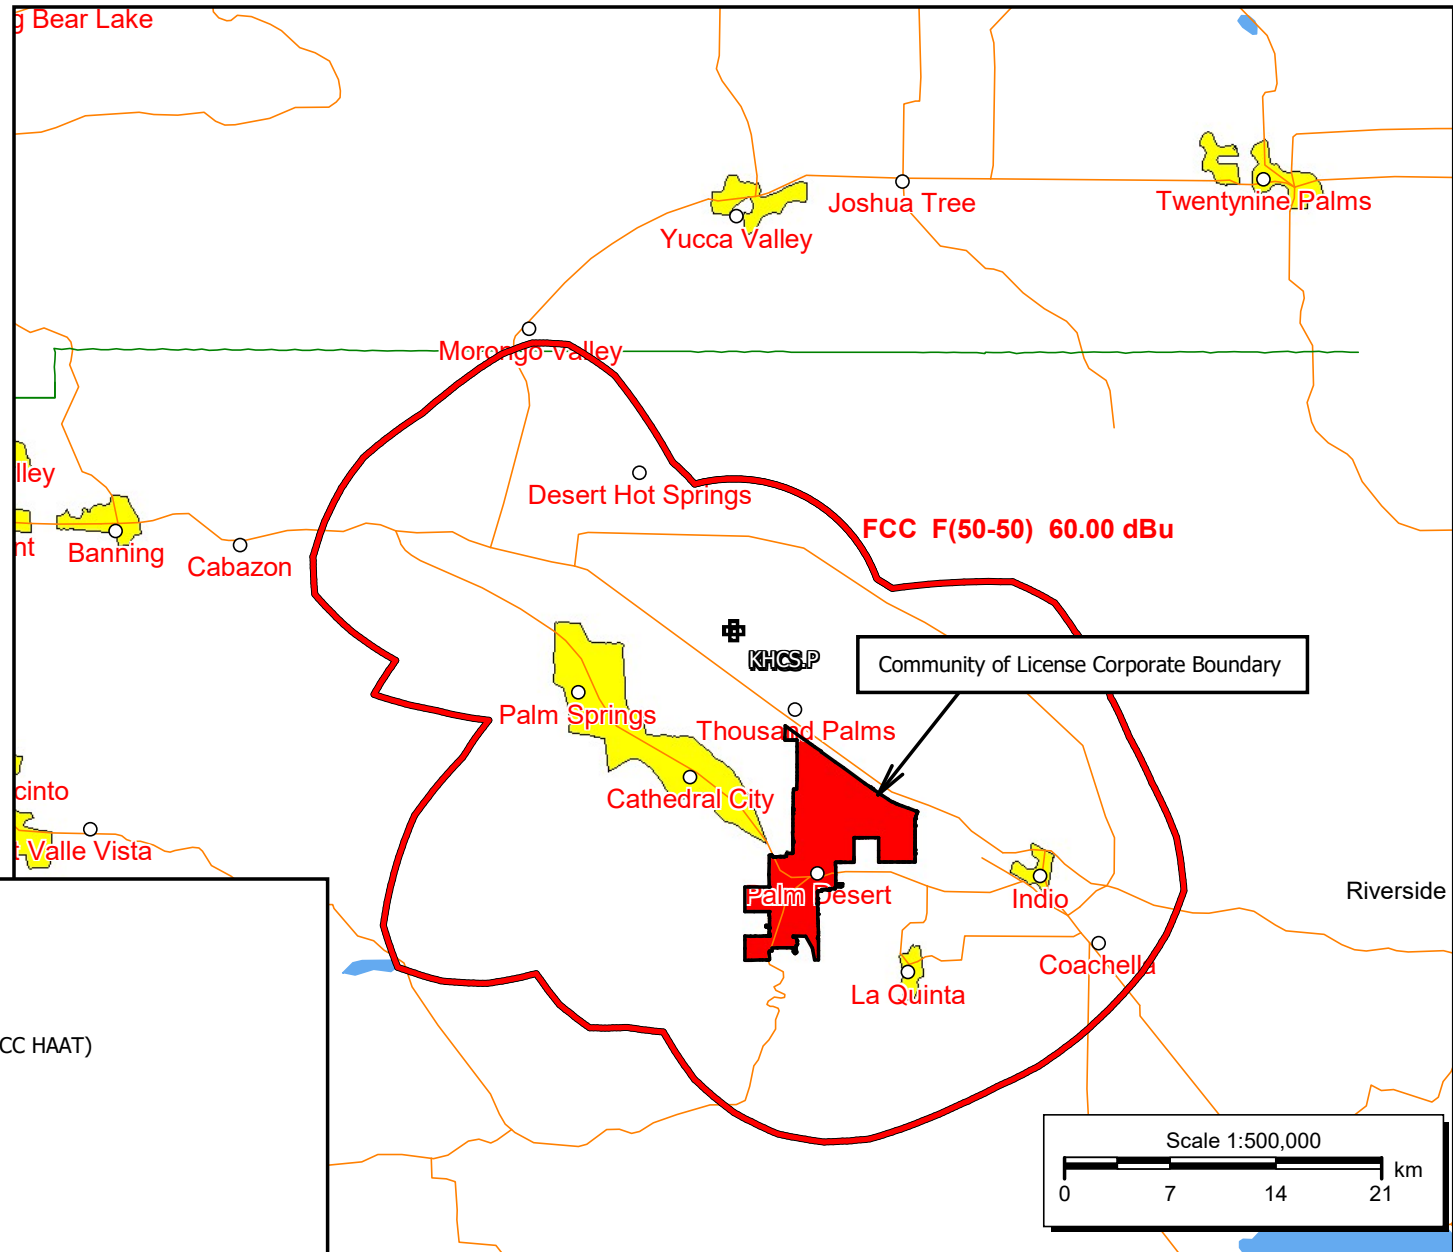 g Bear Lake
Joshua Tree
Twentynine Palms
Yucca Valley
Morongo Valley
lley
Desert Hot Springs
FCC F(50-50) 60.00 dBu
nt
Banning
Cabazon
KHCS.P
Community of License Corporate Boundary
Palm Springs
Thousand Palms
cinto
Cathedral City
t Valle Vista
Palm Desert
Indio
Riverside
Coachella
La Quinta
CC HAAT)
Scale 1:500,000
km
0 7 14 21